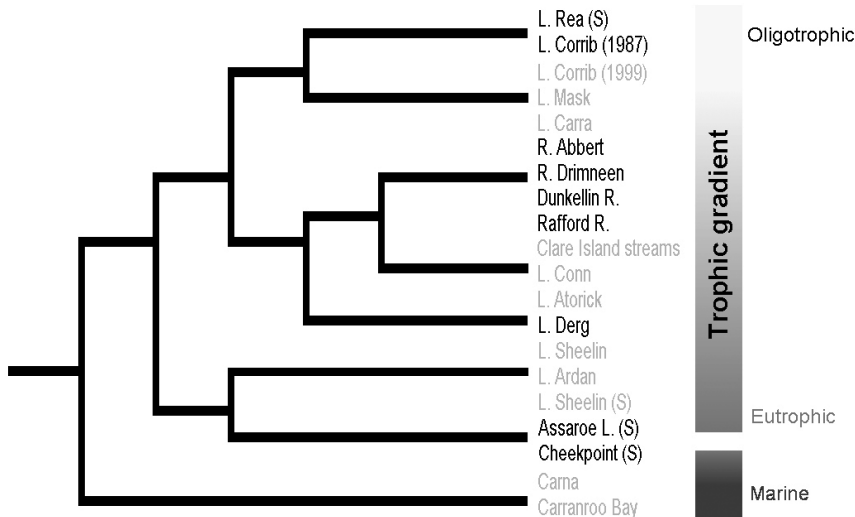 L. Rea (S)
L. Corrib (1987)
L. Corrib (1999)
L. Mask
L. Carra
R. Abbert
R. Drimneen
Dunkellin R.
Rafford R.
Clare Island streams
L. Conn
L. Atorick
L. Derg
L. Sheelin
L. Ardan
L. Sheelin (S)
Assaroe L. (S)
Cheekpoint (S)
Carna
Carranroo Bay
Trophic gradient
Oligotrophic
Eutrophic
Marine